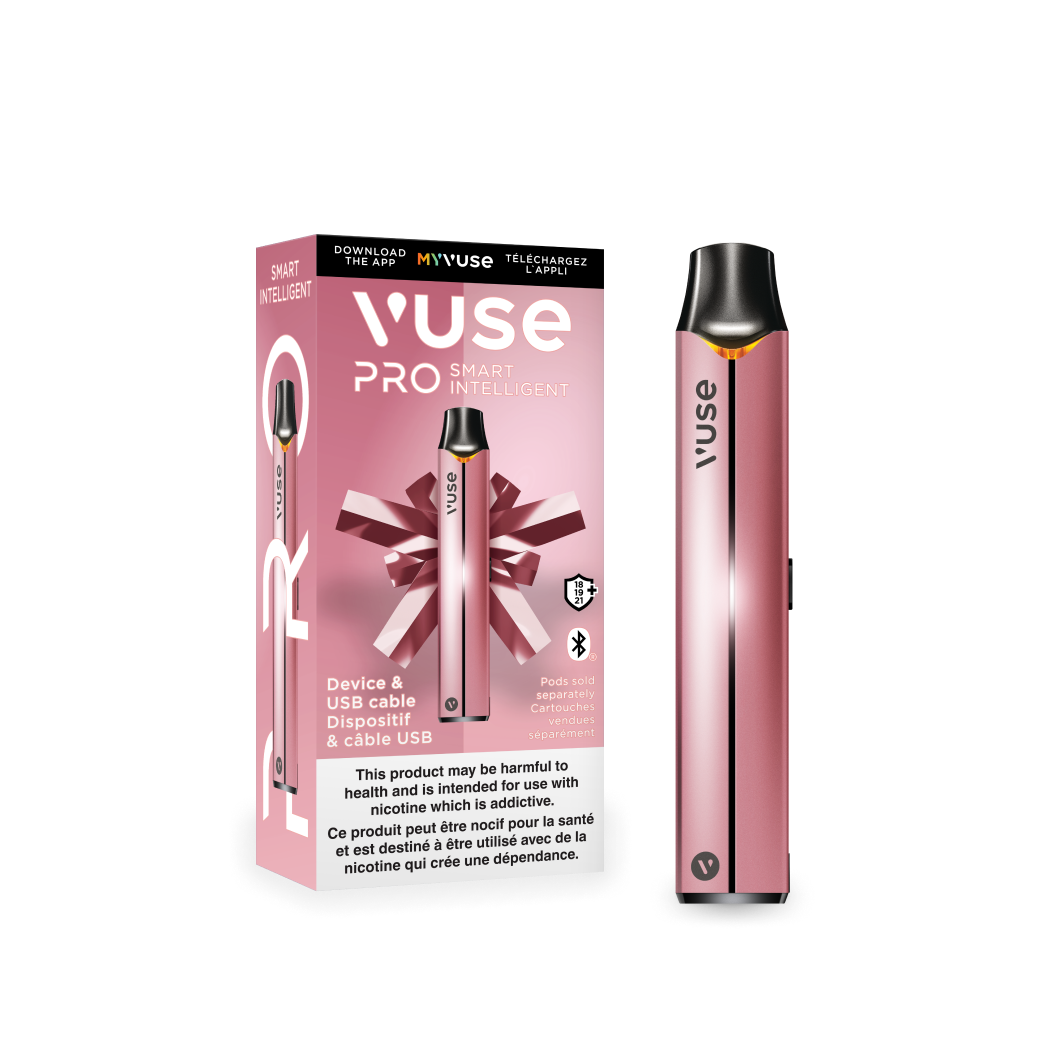 DOWNLOAD
THE APP
MYVUSE
TÉLÉCHARGEZ
L'APPLI
SMART
INTELLIGENT
PRO
vuse
vuse
PRO
SMART
INTELLIGENT
vuse
18
19
21
+
Device &
USB cable
Dispositif
& câble USB
Pods sold
separately
Cartouches
vendues
séparément
This product may be harmful to
health and is intended for use with
nicotine which is addictive.
Ce produit peut être nocif pour la santé
et est destiné à être utilisé avec de la
nicotine qui crée une dépendance.
vuse